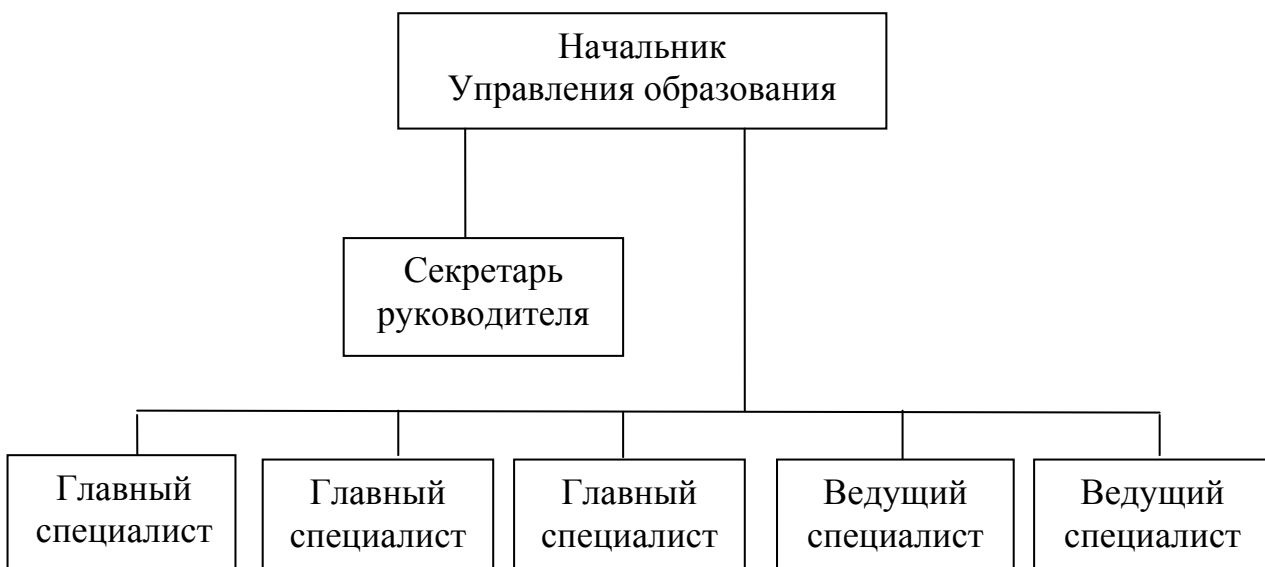 Начальник
Управления образования
Секретарь
руководителя
Главный
специалист
Главный
специалист
Главный
специалист
Ведущий
специалист
Ведущий
специалист